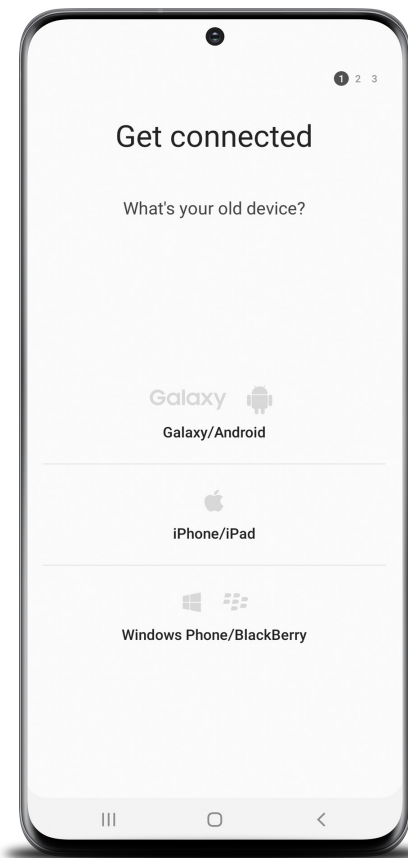 1 2 3
Get connected
What's your old device?
Galaxy
Galaxy/Android
iPhone/iPad
Windows Phone/BlackBerry